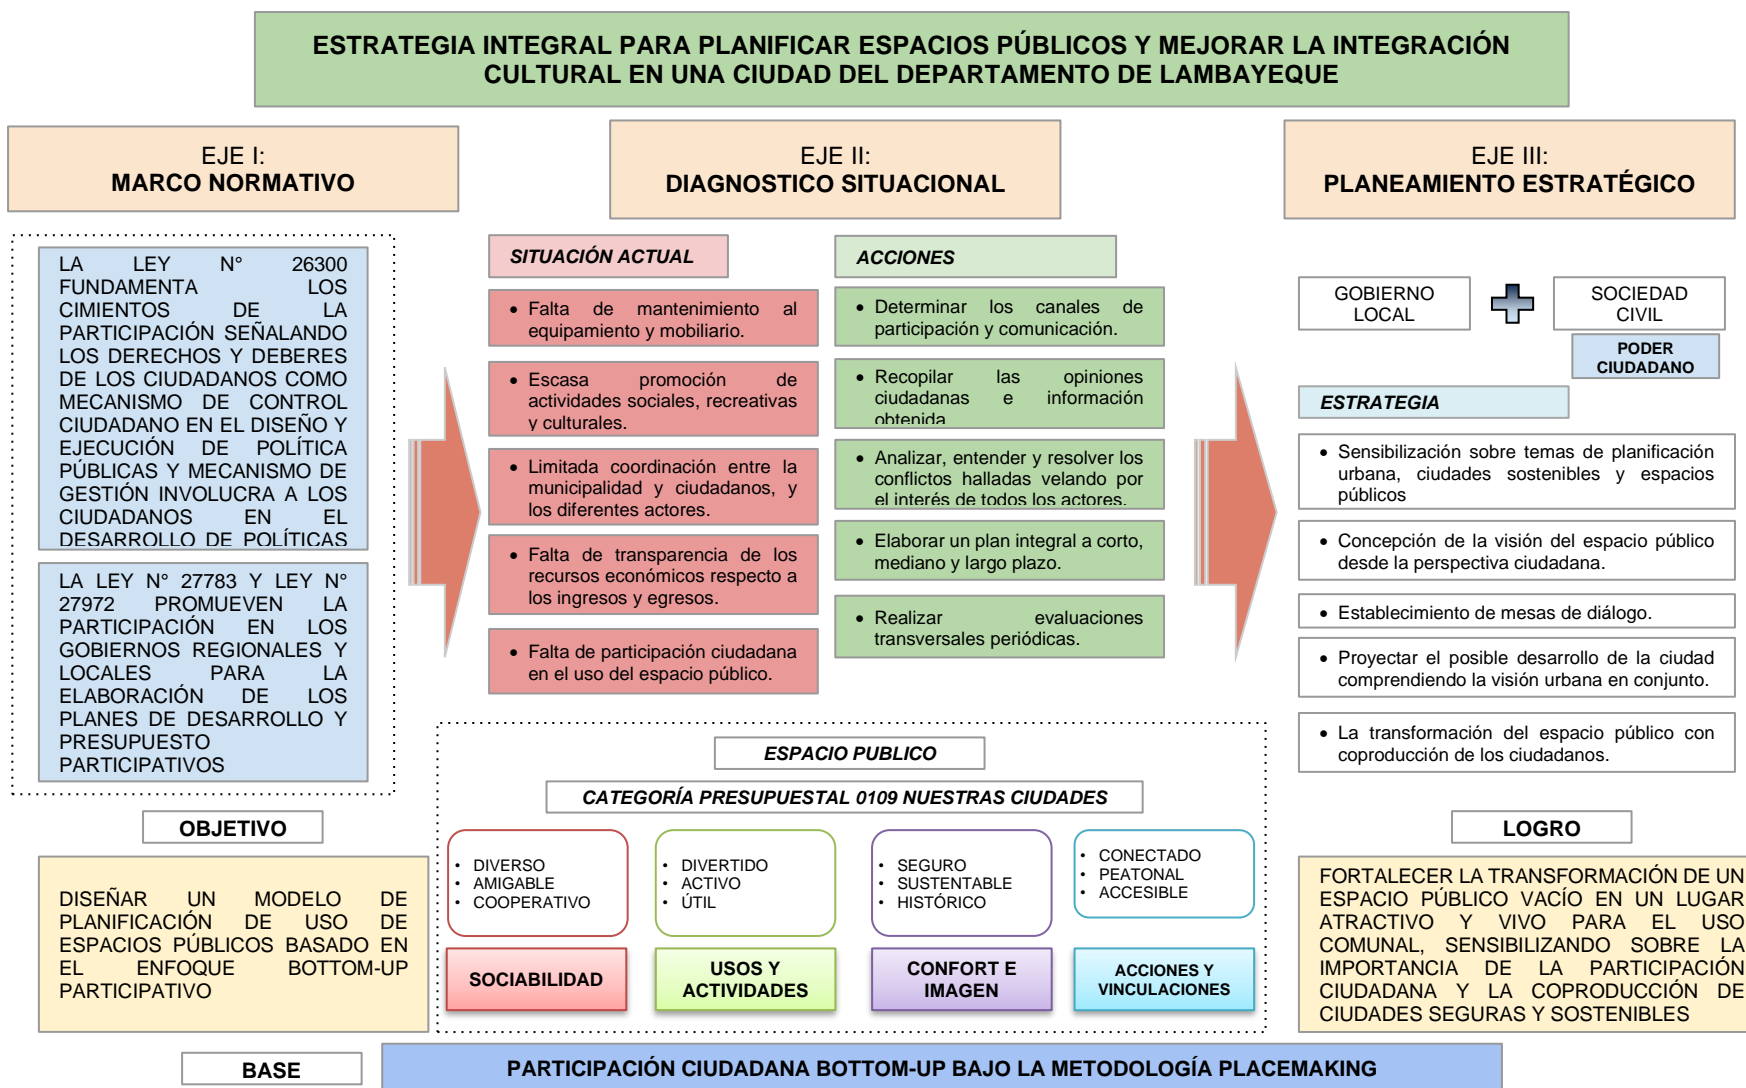 ESTRATEGIA INTEGRAL PARA PLANIFICAR ESPACIOS PÚBLICOS Y MEJORAR LA INTEGRACIÓN
CULTURAL EN UNA CIUDAD DEL DEPARTAMENTO DE LAMBAYEQUE
EJE I:
MARCO NORMATIVO
LA LEY N° 26300
FUNDAMENTA LOS
CIMIENTOS DE LA
PARTICIPACIÓN SEÑALANDO
LOS DERECHOS Y DEBERES
DE LOS CIUDADANOS COMO
MECANISMO DE CONTROL
CIUDADANO EN EL DISEÑO Y
EJECUCIÓN DE POLÍTICA
PÚBLICAS Y MECANISMO DE
GESTIÓN INVOLUCRA A LOS
CIUDADANOS EN EL
DESARROLLO DE POLÍTICAS
LA LEY N° 27783 Y LEY N°
27972 PROMUEVEN LA
PARTICIPACIÓN EN LOS
GOBIERNOS REGIONALES Y
LOCALES PARA LA
ELABORACIÓN DE LOS
PLANES DE DESARROLLO Y
PRESUPUESTO
PARTICIPATIVOS
OBJETIVO
DISEÑAR UN MODELO DE
PLANIFICACIÓN DE USO DE
ESPACIOS PÚBLICOS BASADO EN
EL ENFOQUE BOTTOM-UP
PARTICIPATIVO
EJE II:
DIAGNOSTICO SITUACIONAL
SITUACIÓN ACTUAL
• Falta de mantenimiento al
equipamiento y mobiliario.
• Escasa promoción de
actividades sociales, recreativas
y culturales.
• Limitada coordinación entre la
municipalidad y ciudadanos, y
los diferentes actores.
• Falta de transparencia de los
recursos económicos respecto a
los ingresos y egresos.
• Falta de participación ciudadana
en el uso del espacio público.
ACCIONES
• Determinar los canales de
participación y comunicación.
• Recopilar las opiniones
ciudadanas e información
obtenida
• Analizar, entender y resolver los
conflictos halladas velando por
el interés de todos los actores.
• Elaborar un plan integral a corto,
mediano y largo plazo.
• Realizar evaluaciones
transversales periódicas.
ESPACIO PUBLICO
CATEGORÍA PRESUPUESTAL 0109 NUESTRAS CIUDADES
• DIVERSO
• AMIGABLE
• COOPERATIVO
SOCIABILIDAD
• DIVERTIDO
• ACTIVO
• ÚTIL
USOS Y
ACTIVIDADES
• SEGURO
• SUSTENTABLE
• HISTÓRICO
CONFORT E
IMAGEN
• CONECTADO
• PEATONAL
• ACCESIBLE
ACCIONES Y
VINCULACIONES
EJE III:
PLANEAMIENTO ESTRATÉGICO
GOBIERNO
LOCAL
SOCIEDAD
CIVIL
PODER
CIUDADANO
ESTRATEGIA
• Sensibilización sobre temas de planificación
urbana, ciudades sostenibles y espacios
públicos
• Concepción de la visión del espacio público
desde la perspectiva ciudadana.
• Establecimiento de mesas de diálogo.
• Proyectar el posible desarrollo de la ciudad
comprendiendo la visión urbana en conjunto.
• La transformación del espacio público con
coproducción de los ciudadanos.
LOGRO
FORTALECER LA TRANSFORMACIÓN DE UN
ESPACIO PÚBLICO VACÍO EN UN LUGAR
ATRACTIVO Y VIVO PARA EL USO
COMUNAL, SENSIBILIZANDO SOBRE LA
IMPORTANCIA DE LA PARTICIPACIÓN
CIUDADANA Y LA COPRODUCCIÓN DE
CIUDADES SEGURAS Y SOSTENIBLES
BASE
PARTICIPACIÓN CIUDADANA BOTTOM-UP BAJO LA METODOLOGÍA PLACEMAKING